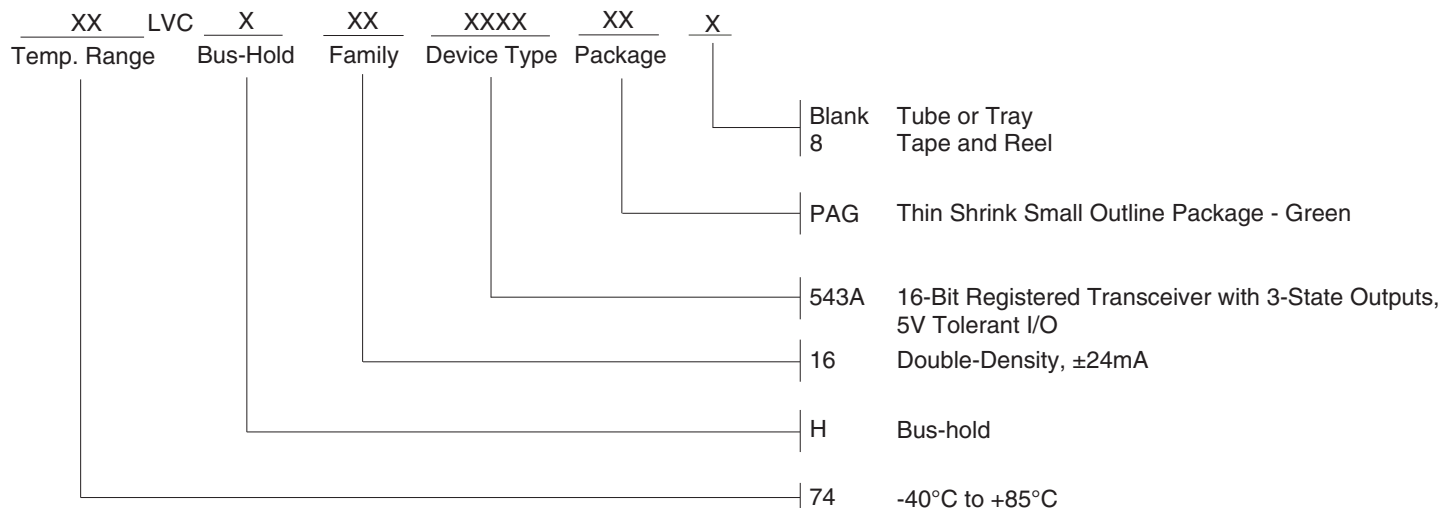 XX LVC X XX XXXX XX X
Temp. Range Bus-Hold Family Device Type Package
Blank Tube or Tray
8 Tape and Reel
PAG Thin Shrink Small Outline Package - Green
543A 16-Bit Registered Transceiver with 3-State Outputs,
5V Tolerant I/O
16 Double-Density, ±24mA
H Bus-hold
74 -40°C to +85°C